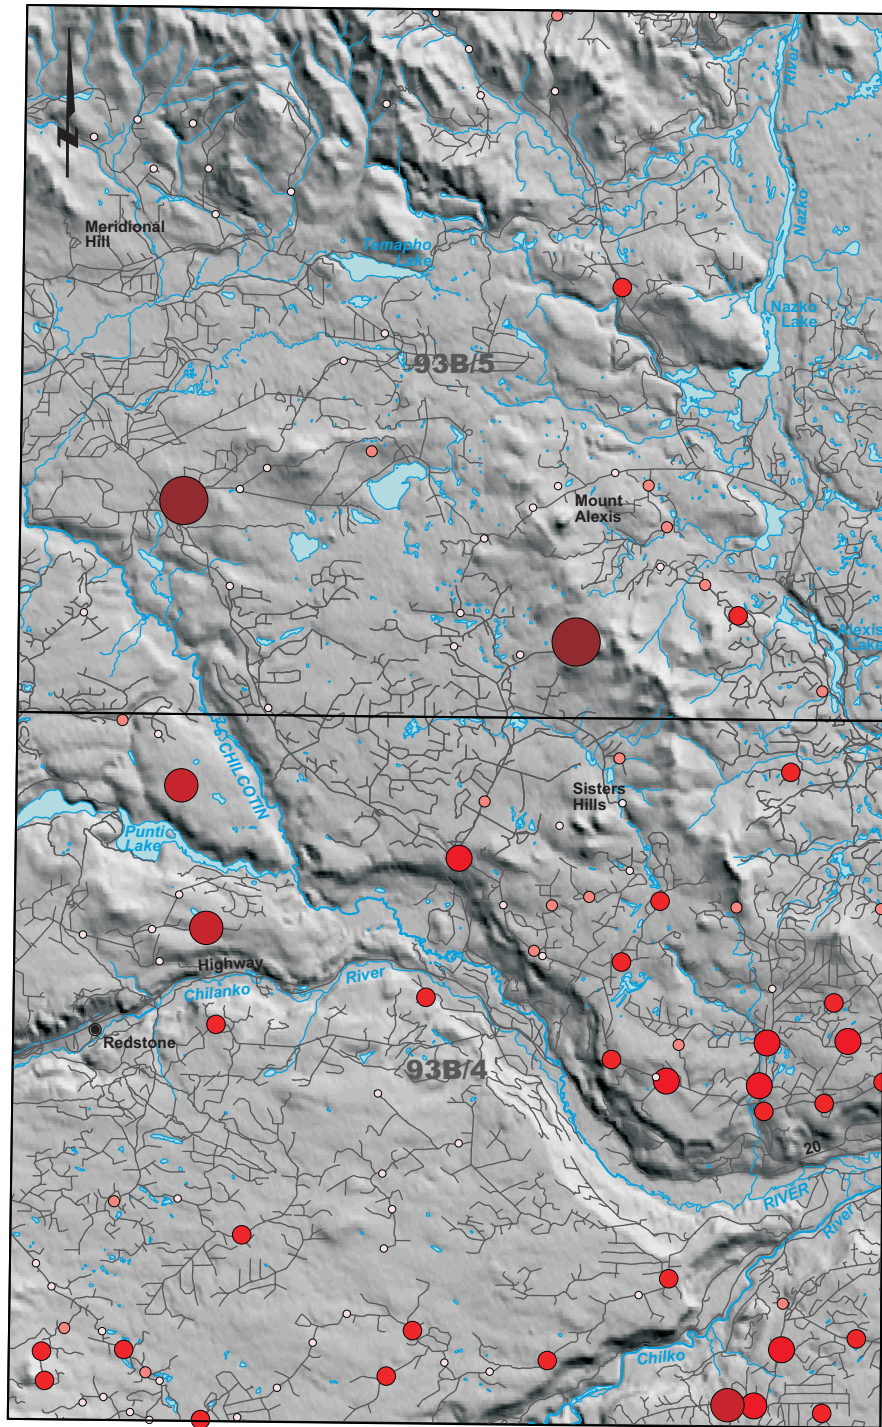 River
Nazko
Meridional
Hill
Temapho
Lake
Nazko
Lake
93B/5
Mount
Alexis
Alexis
Lake
CHILCOTIN
Sisters
Hills
Puntic
Lake
Highway
River
Chilanko
Redstone
93B/4
20
RIVER
River
Chilko